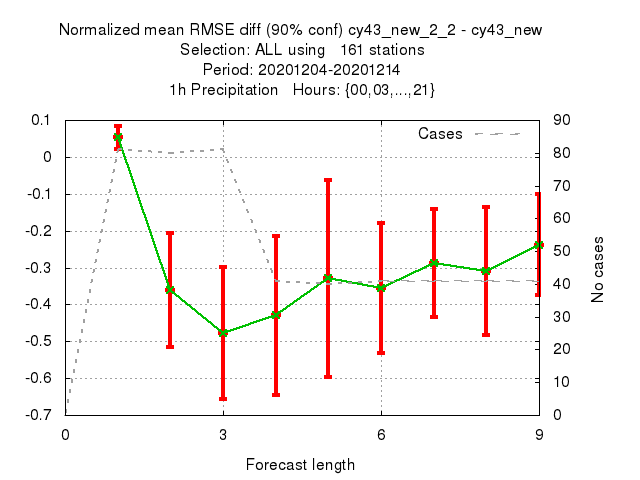 Normalized mean RMSE diff (90% conf) cy43_new_2_2 - cy43_new
Selection: ALL using   161 stations
Period: 20201204-20201214
1h Precipitation   Hours: {00,03,...,21}
Cases
0.1
0
-0.1
-0.2
-0.3
-0.4
-0.5
-0.6
-0.7
90
80
70
60
50
40
30
20
10
0
No cases
0 3 6 9
Forecast length